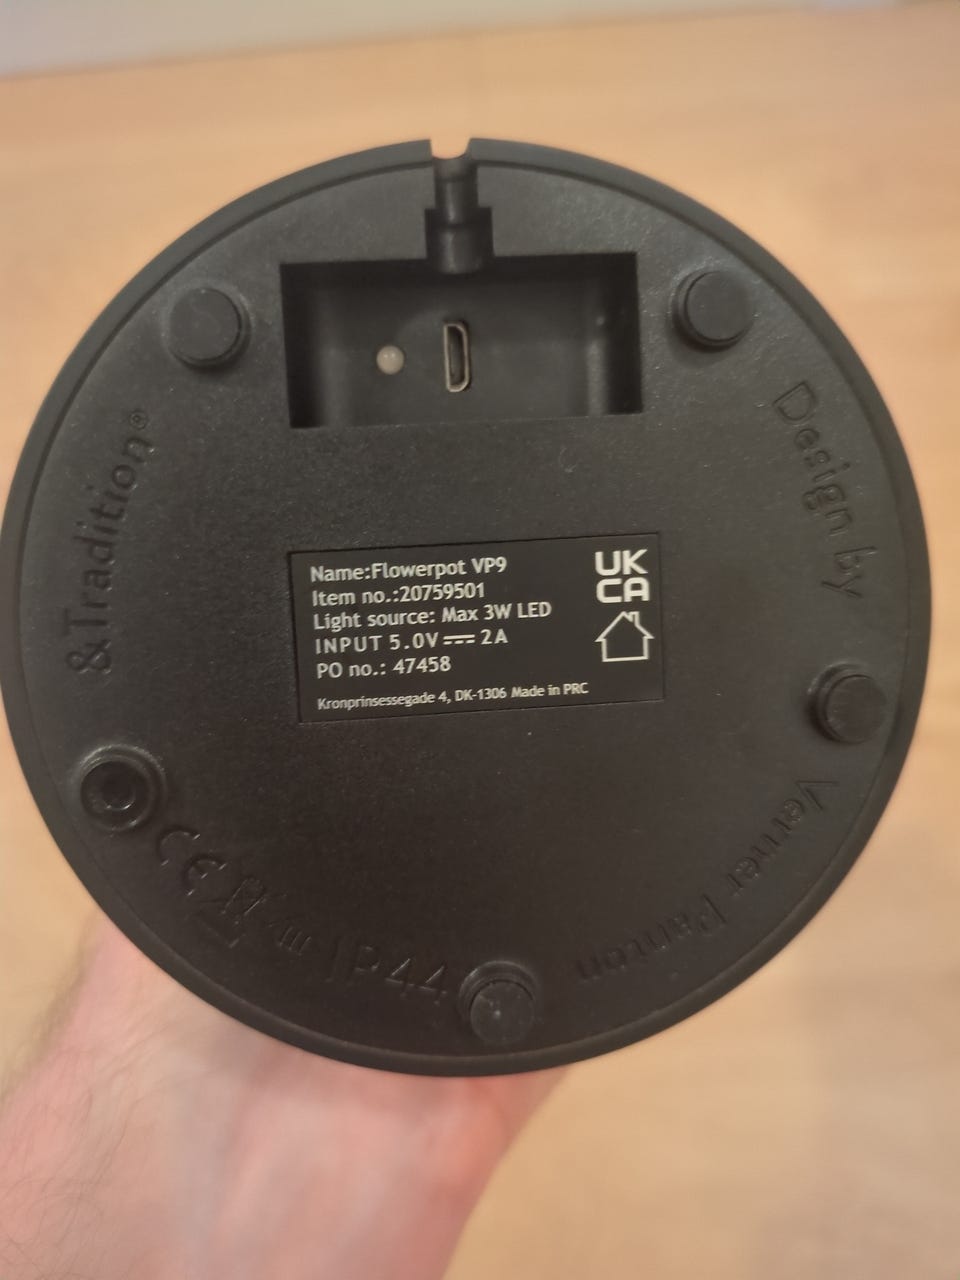 &Tradition®
Design by
Verner Panton
Name:Flowerpot VP9
Item no.:20759501
Light source: Max 3W LED
INPUT 5.0V⎓2A
PO no.: 47458
Kronprinsessegade 4, DK-1306 Made in PRC
UK
CA
CE
IP44